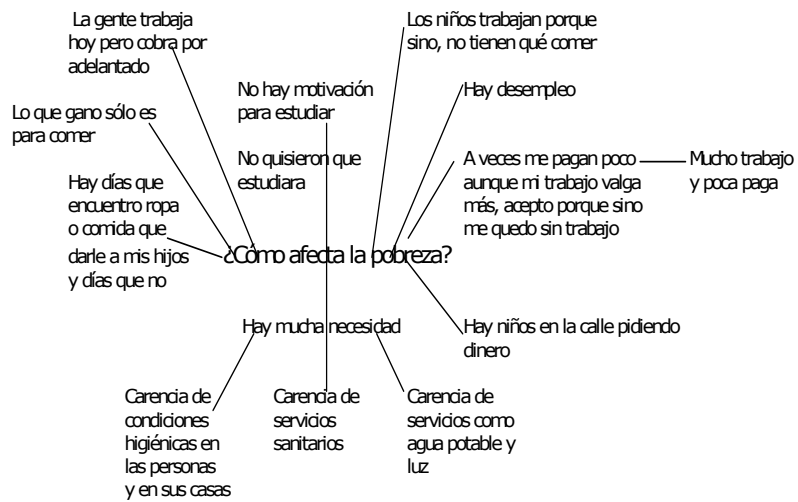 La gente trabaja
hoy pero cobra por
adelantado
Los niños trabajan porque
sino, no tienen qué comer
No hay motivación
para estudiar
Hay desempleo
Lo que gano sólo es
para comer
No quisieron que
estudiara
A veces me pagan poco
aunque mi trabajo valga
más, acepto porque sino
me quedo sin trabajo
Mucho trabajo
y poca paga
Hay días que
encuentro ropa
o comida que
darle a mis hijos
y días que no
¿Cómo afecta la pobreza?
Hay mucha necesidad
Hay niños en la calle pidiendo
dinero
Carencia de
condiciones
higiénicas en
las personas
y en sus casas
Carencia de
servicios
sanitarios
Carencia de
servicios como
agua potable y
luz